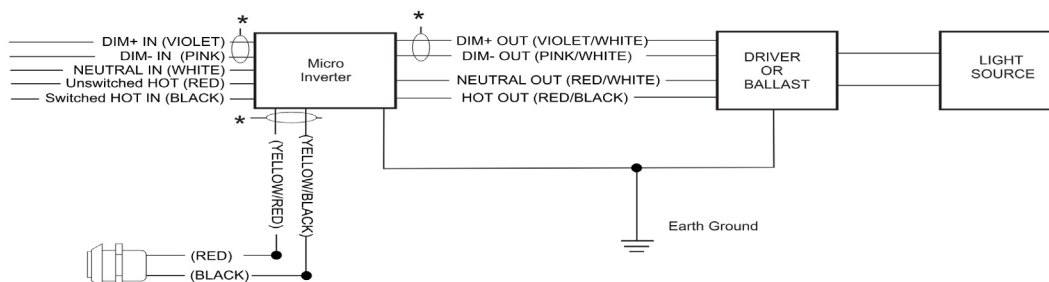 *
*
DIM+ IN (VIOLET)
DIM- IN (PINK)
NEUTRAL IN (WHITE)
Unswitched HOT (RED)
Switched HOT IN (BLACK)
Micro
Inverter
DIM+ OUT (VIOLET/WHITE)
DIM- OUT (PINK/WHITE)
NEUTRAL OUT (RED/WHITE)
HOT OUT (RED/BLACK)
DRIVER
OR
BALLAST
LIGHT
SOURCE
*
(YELLOW/RED)
(YELLOW/BLACK)
Earth Ground
(RED)
(BLACK)